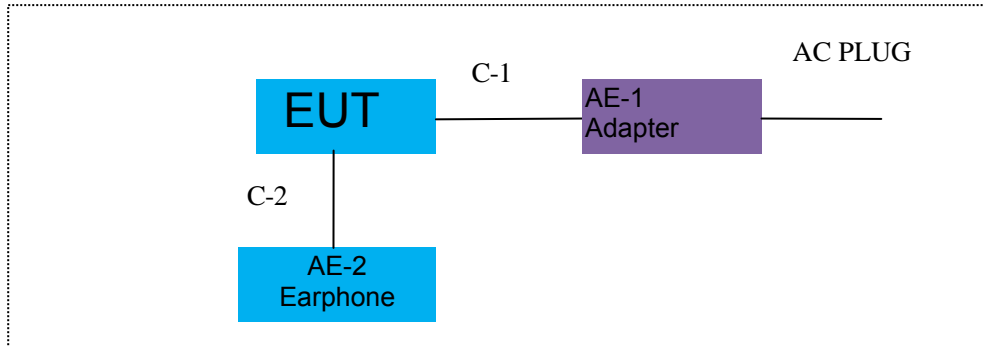 AC PLUG
C-1
EUT
AE-1
Adapter
C-2
AE-2
Earphone